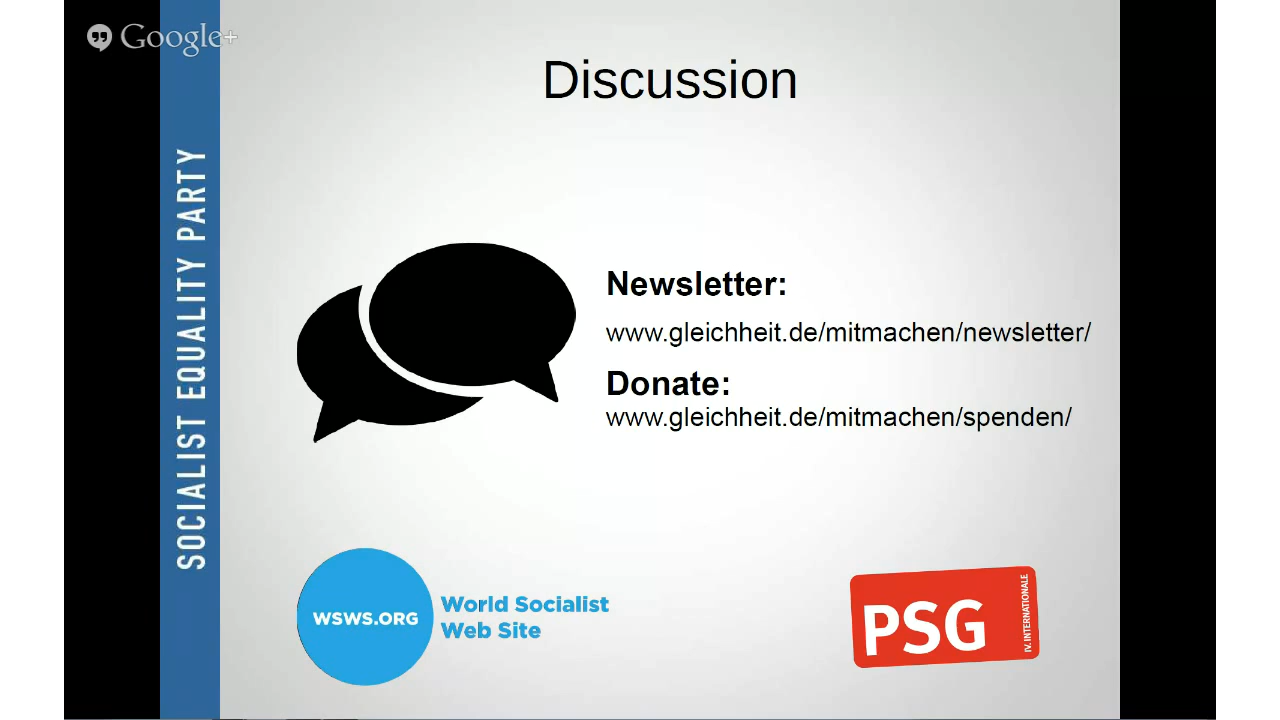 Google+
Discussion
SOCIALIST EQUALITY PARTY
Newsletter:
www.gleichheit.de/mitmachen/newsletter/
Donate:
www.gleichheit.de/mitmachen/spenden/
WSWS.ORG
World Socialist
Web Site
PSG
IV. INTERNATIONALE